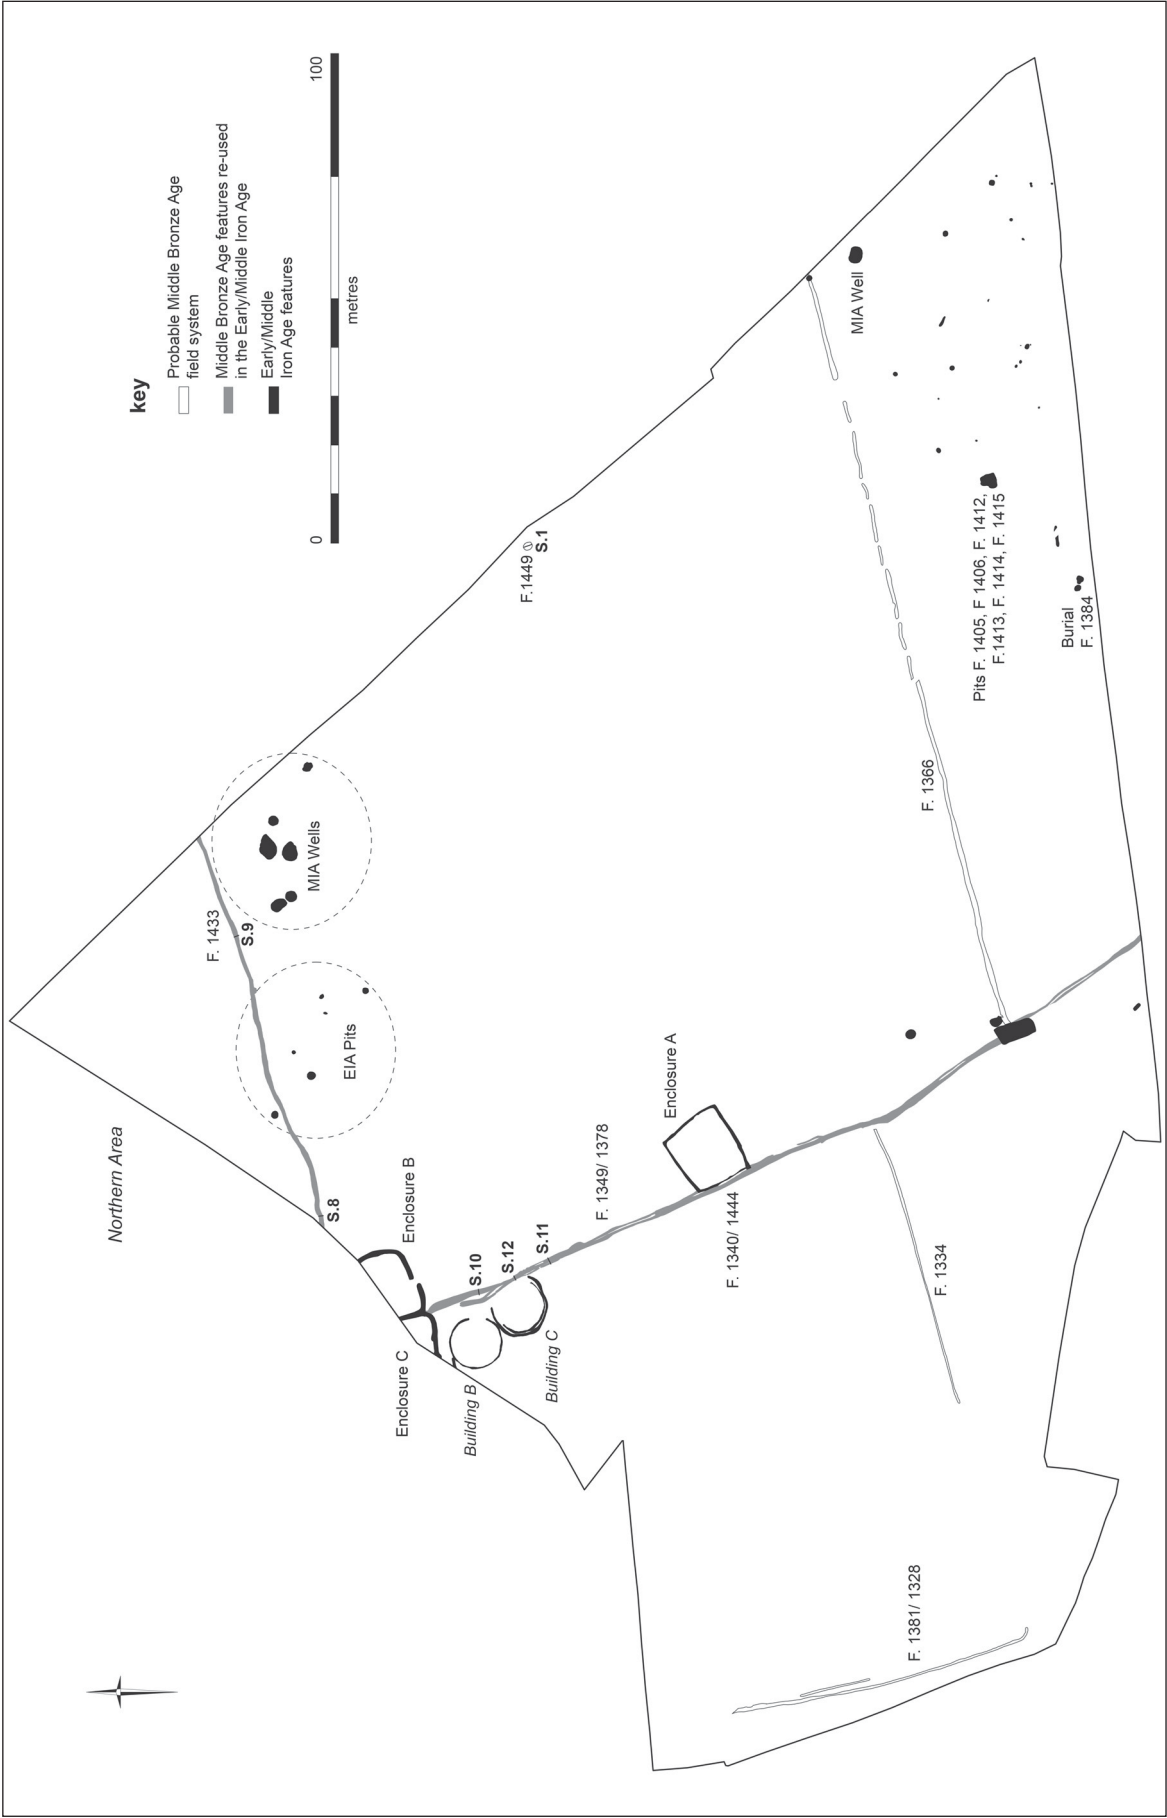 Northern Area
key
Probable Middle Bronze Age
field system
Middle Bronze Age features re-used
in the Early/Middle Iron Age
Early/Middle
Iron Age features
0
100
metres
Enclosure C
Enclosure B
Building B
Building C
S.10
S.12
S.11
S.8
F. 1433
S.9
EIA Pits
MIA Wells
F.1449
S.1
F. 1349/ 1378
Enclosure A
F. 1340/ 1444
F. 1381/ 1328
F. 1334
F. 1366
MIA Well
Pits F. 1405, F 1406, F. 1412,
F.1413, F. 1414, F. 1415
Burial
F. 1384